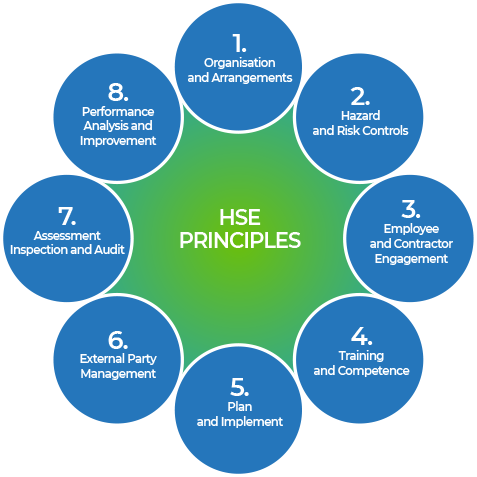 1.
Organisation
and Arrangements
2.
Hazard
and Risk Controls
3.
Employee
and Contractor
Engagement
4.
Training
and Competence
5.
Plan
and Implement
6.
External Party
Management
7.
Assessment
Inspection and Audit
8.
Performance
Analysis and
Improvement
HSE
PRINCIPLES